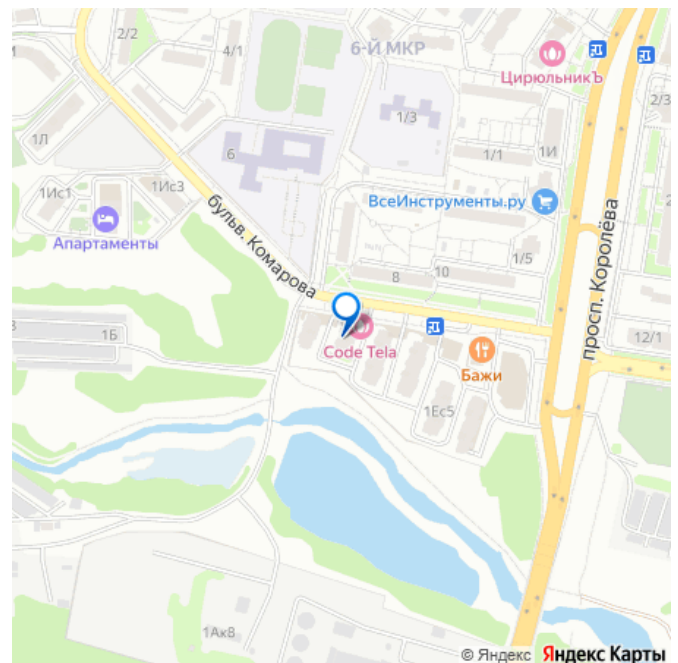 2/2
4/1
6-Й МКР
ЦирюльникЪ
2/3
1Л
1/3
6
1/1
1И
1Ис1
1Ис3
ВсеИнструменты.ру
Апартаменты
бульв. Комарова
1/5
8
10
просп. Королёва
1Б
Code Tela
Бажи
12/1
1Ес5
1Ак8
© Яндекс Яндекс Карты